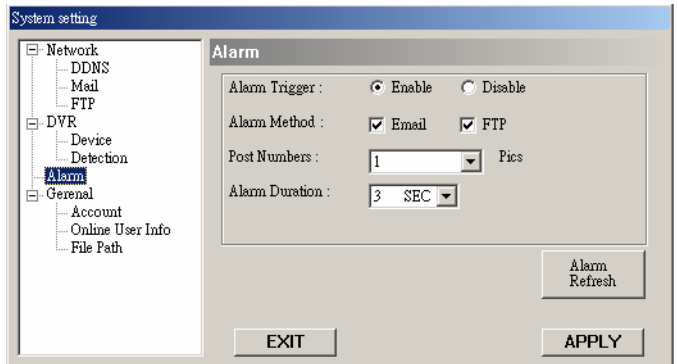 System setting
Network
DDNS
Mail
FTP
DVR
Device
Detection
Alarm
Gerenal
Account
Online User Info
File Path
Alarm
Alarm Trigger : Enable Disable
Alarm Method : Email FTP
Post Numbers : 1 Pics
Alarm Duration : 3 SEC
Alarm
Refresh
EXIT APPLY